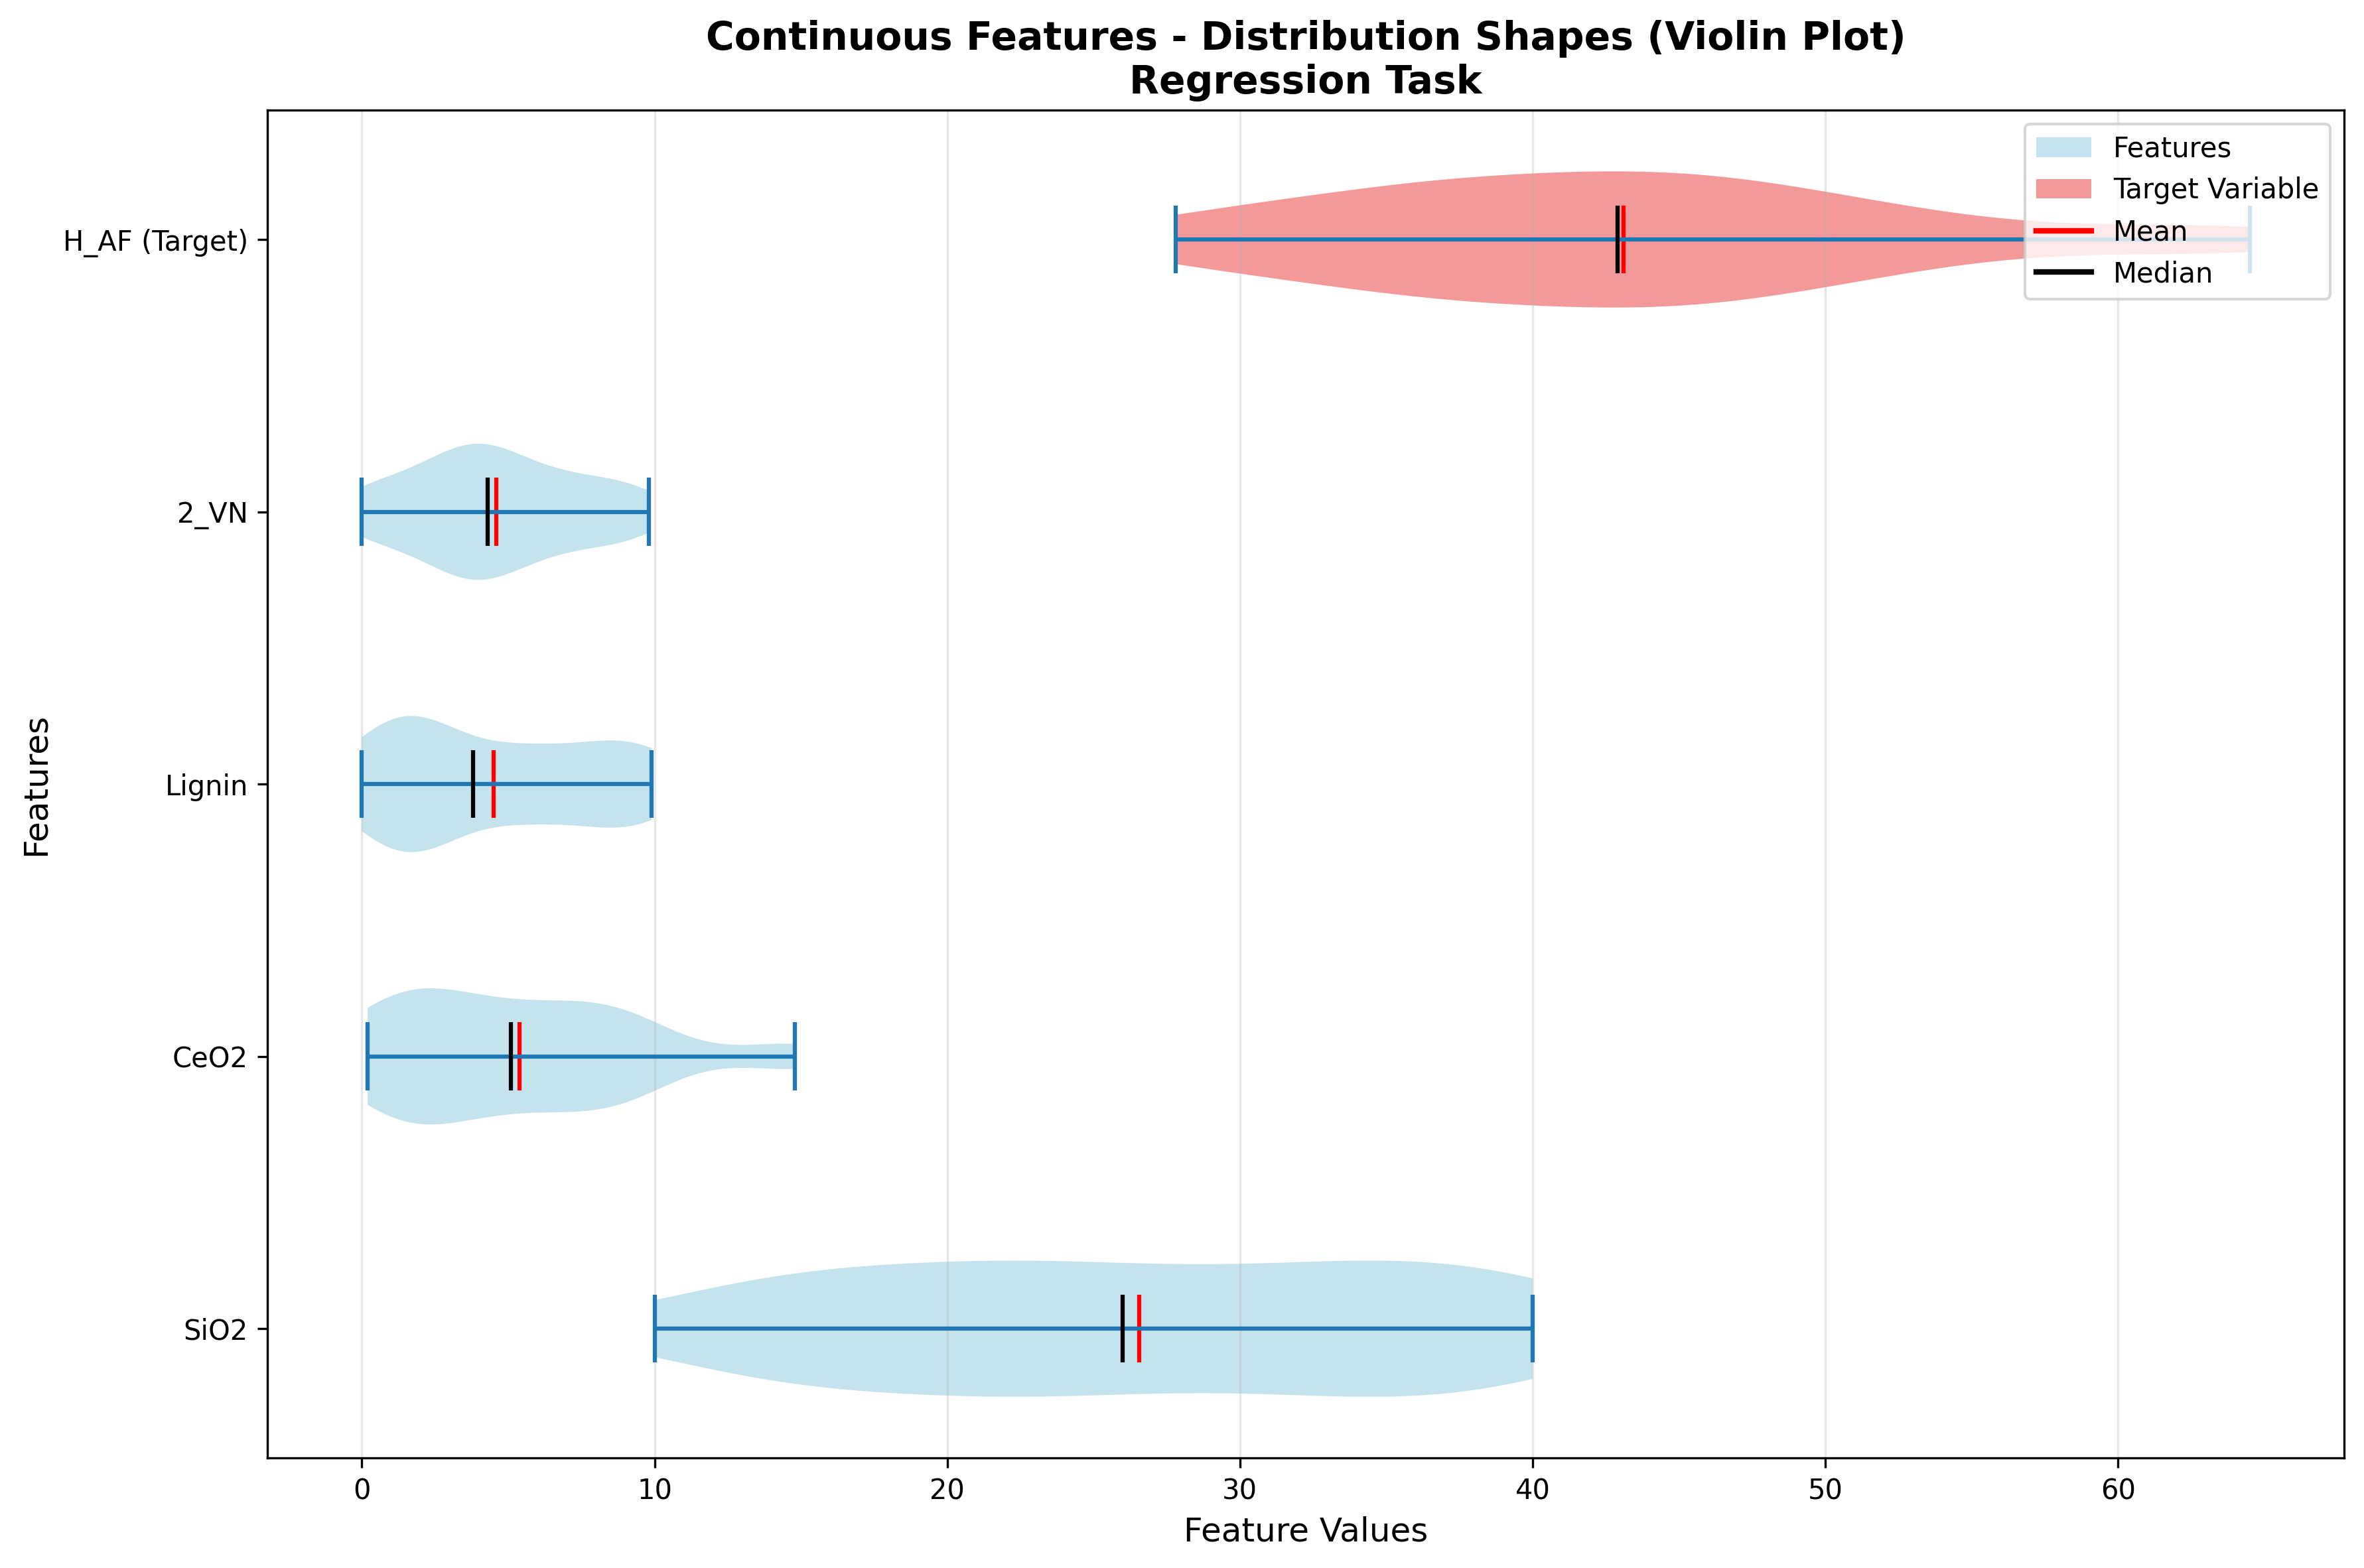 Continuous Features - Distribution Shapes (Violin Plot)
Regression Task
Features
Target Variable
Mean
Median
H_AF (Target)
2_VN
Lignin
CeO2
SiO2
Features
0 10 20 30 40 50 60
Feature Values